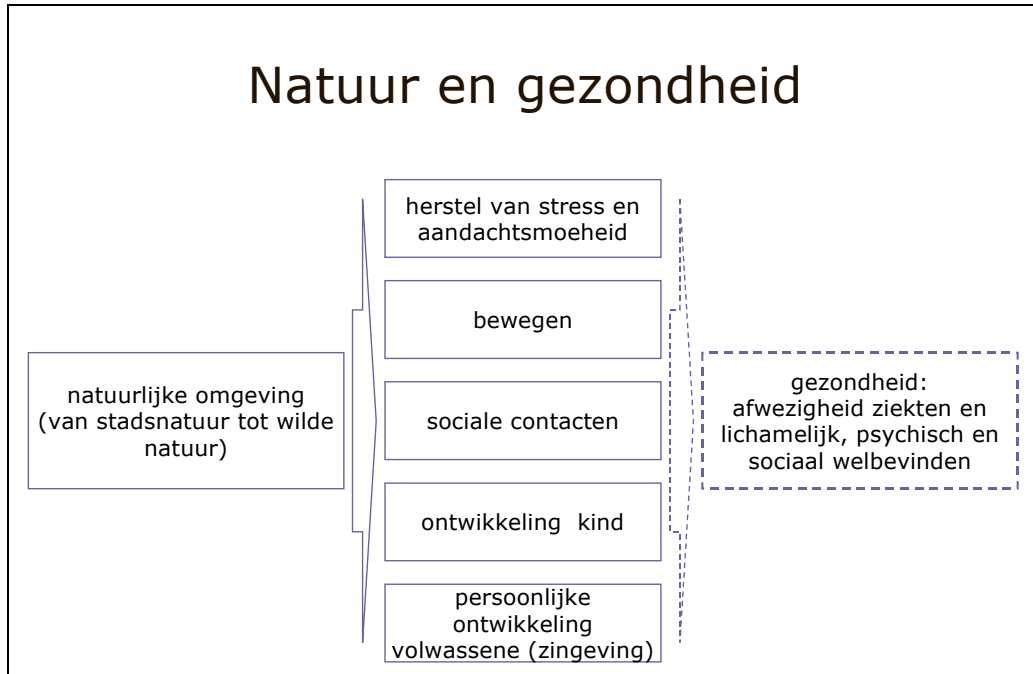 Natuur en gezondheid
herstel van stress en
aandachtsmoeheid
bewegen
natuurlijke omgeving
(van stadsnatuur tot wilde
natuur)
sociale contacten
ontwikkeling kind
persoonlijke
ontwikkeling
volwassene (zingeving)
gezondheid:
afwezigheid ziekten en
lichamelijk, psychisch en
sociaal welbevinden